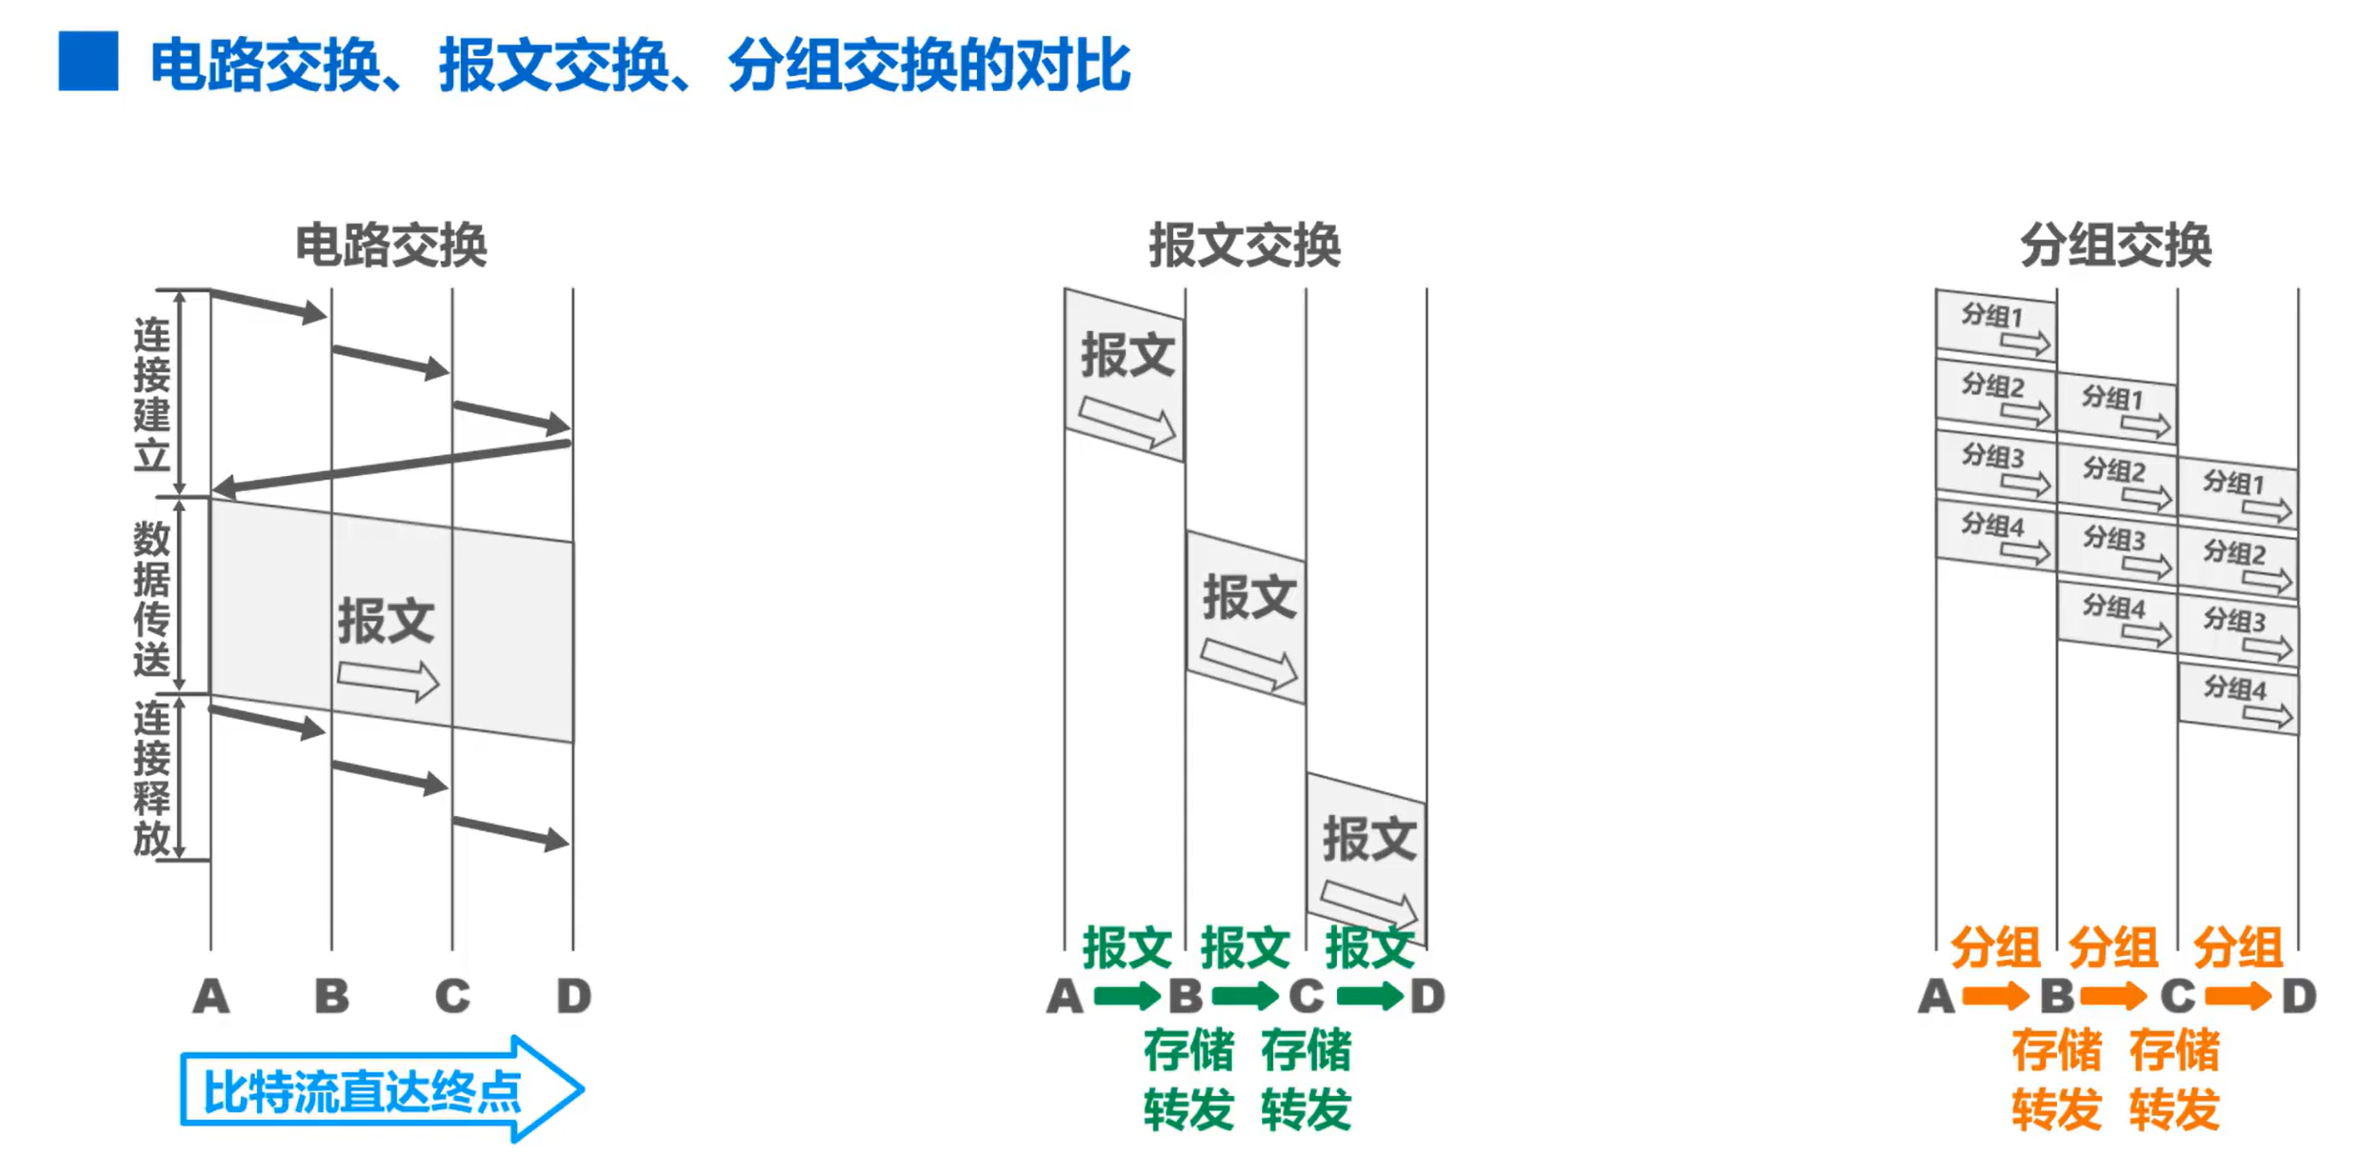 电路交换、报文交换、分组交换的对比
电路交换
连接建立
数据传送
连接释放
报文
A B C D
比特流直达终点
报文交换
报文
报文
报文
报文 报文 报文
A B C D
存储 存储
转发 转发
分组交换
分组1
分组2 分组1
分组3 分组2 分组1
分组4 分组3 分组2
分组4 分组3
分组4
分组 分组 分组
A B C D
存储 存储
转发 转发